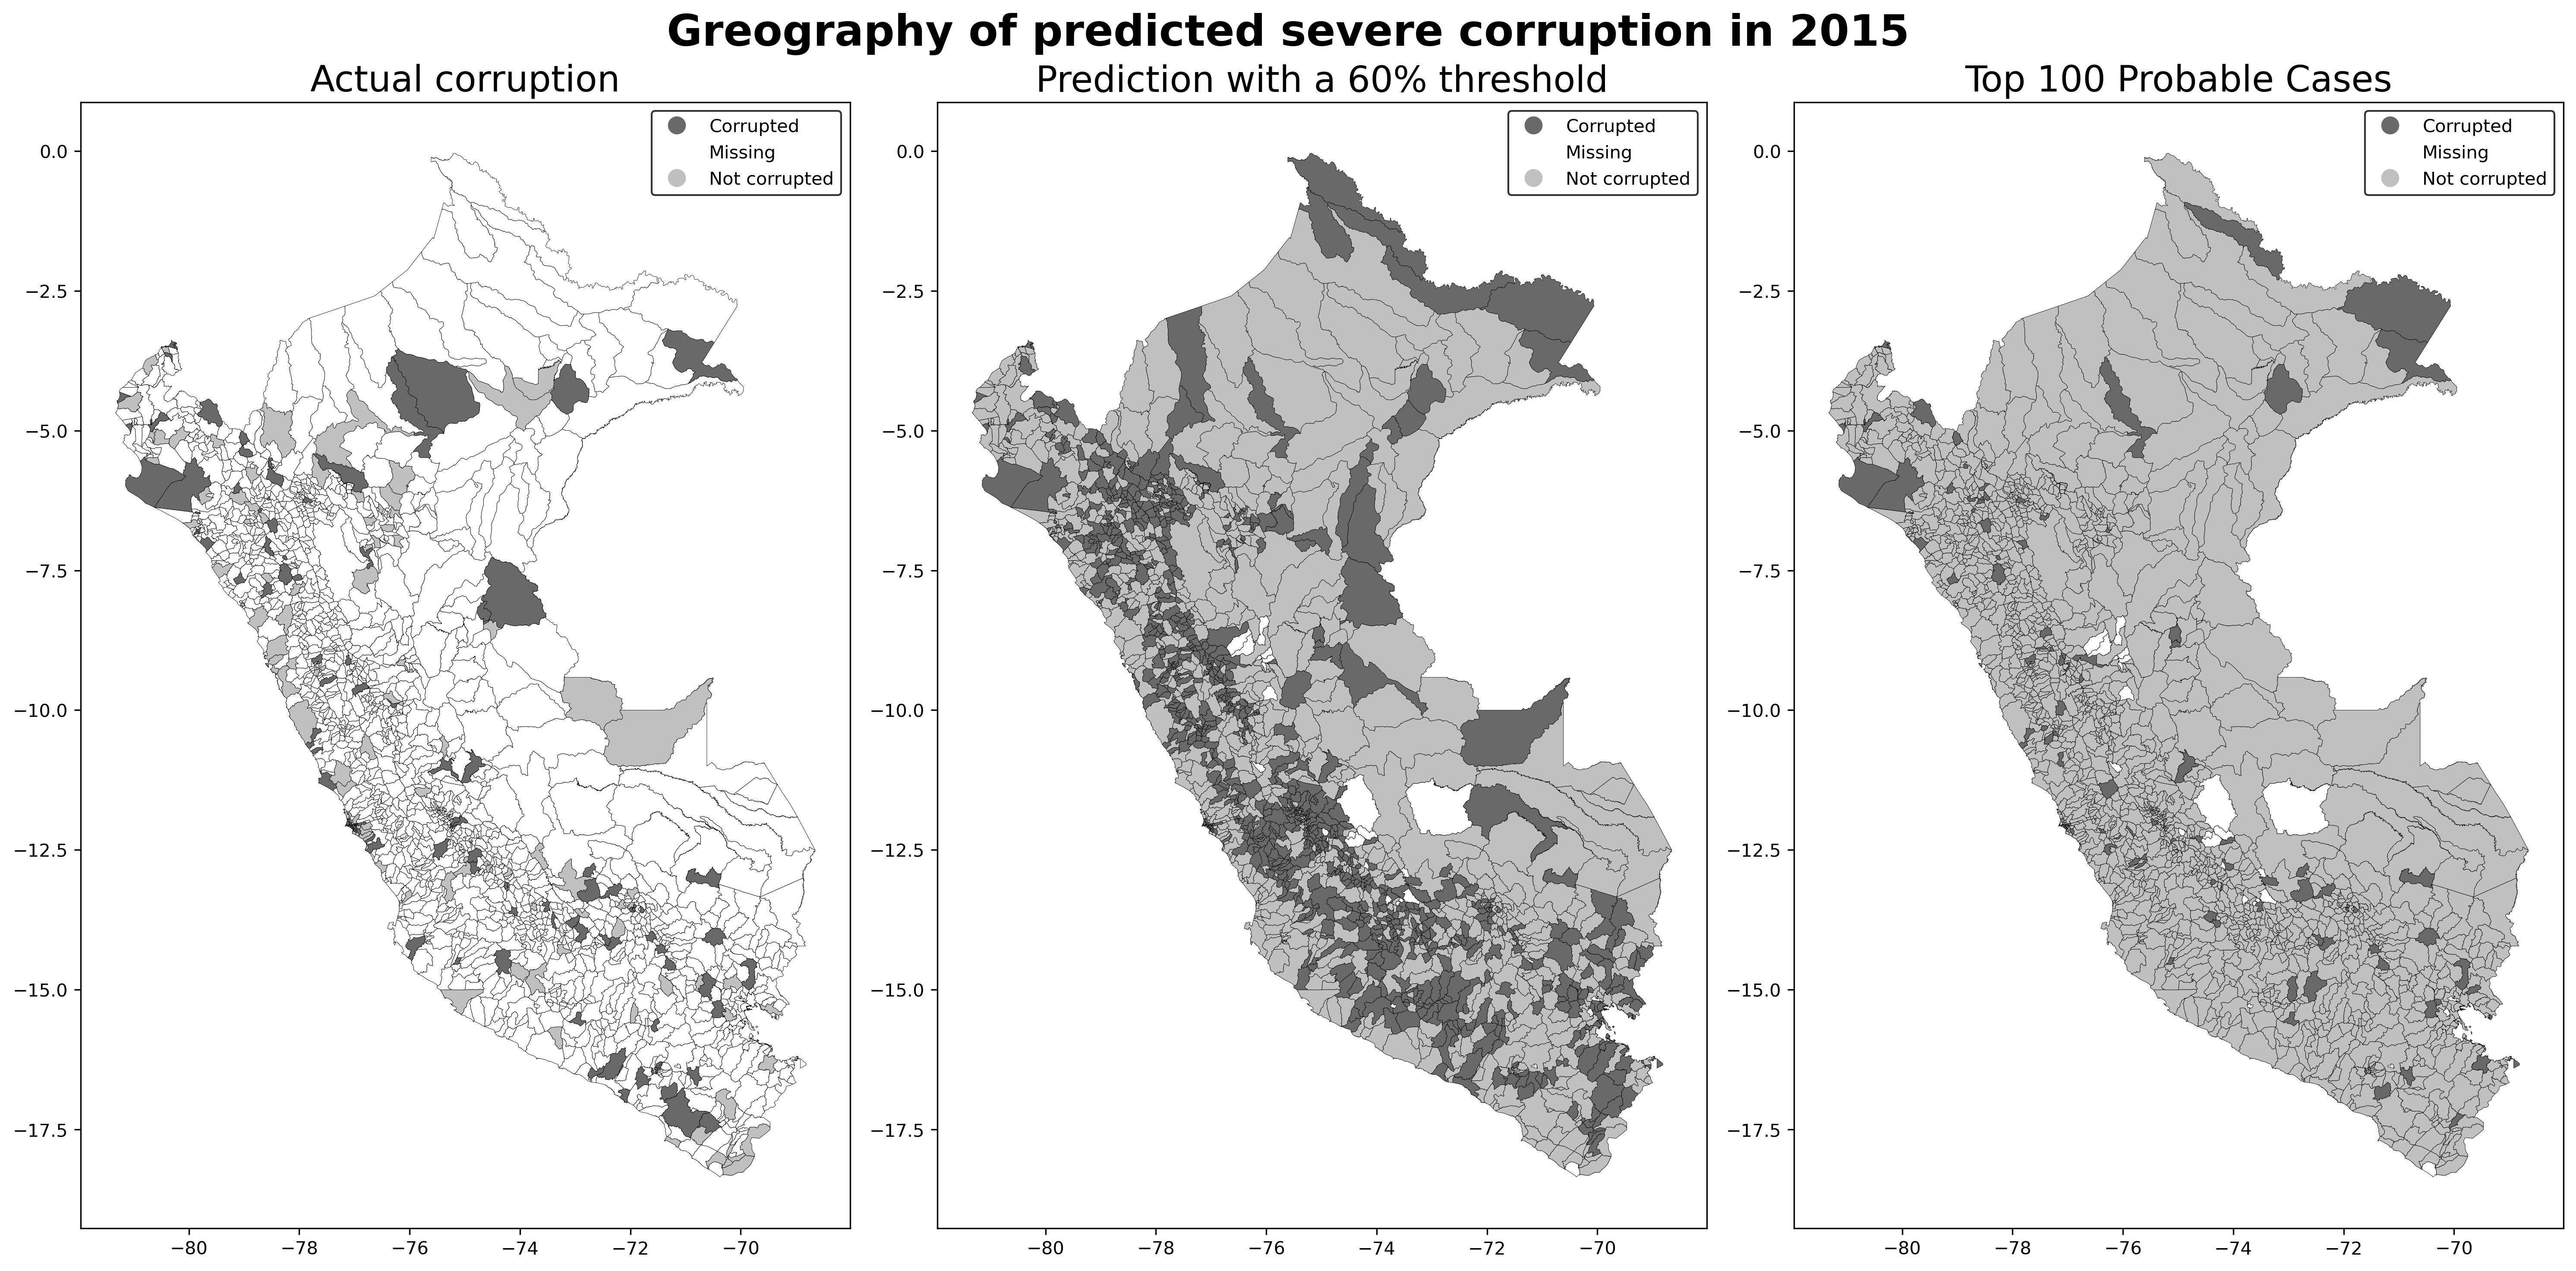 Greography of predicted severe corruption in 2015
Actual corruption
Corrupted
Missing
Not corrupted
0.0
−2.5
−5.0
−7.5
−10.0
−12.5
−15.0
−17.5
−80 −78 −76 −74 −72 −70
Prediction with a 60% threshold
Corrupted
Missing
Not corrupted
0.0
−2.5
−5.0
−7.5
−10.0
−12.5
−15.0
−17.5
−80 −78 −76 −74 −72 −70
Top 100 Probable Cases
Corrupted
Missing
Not corrupted
0.0
−2.5
−5.0
−7.5
−10.0
−12.5
−15.0
−17.5
−80 −78 −76 −74 −72 −70